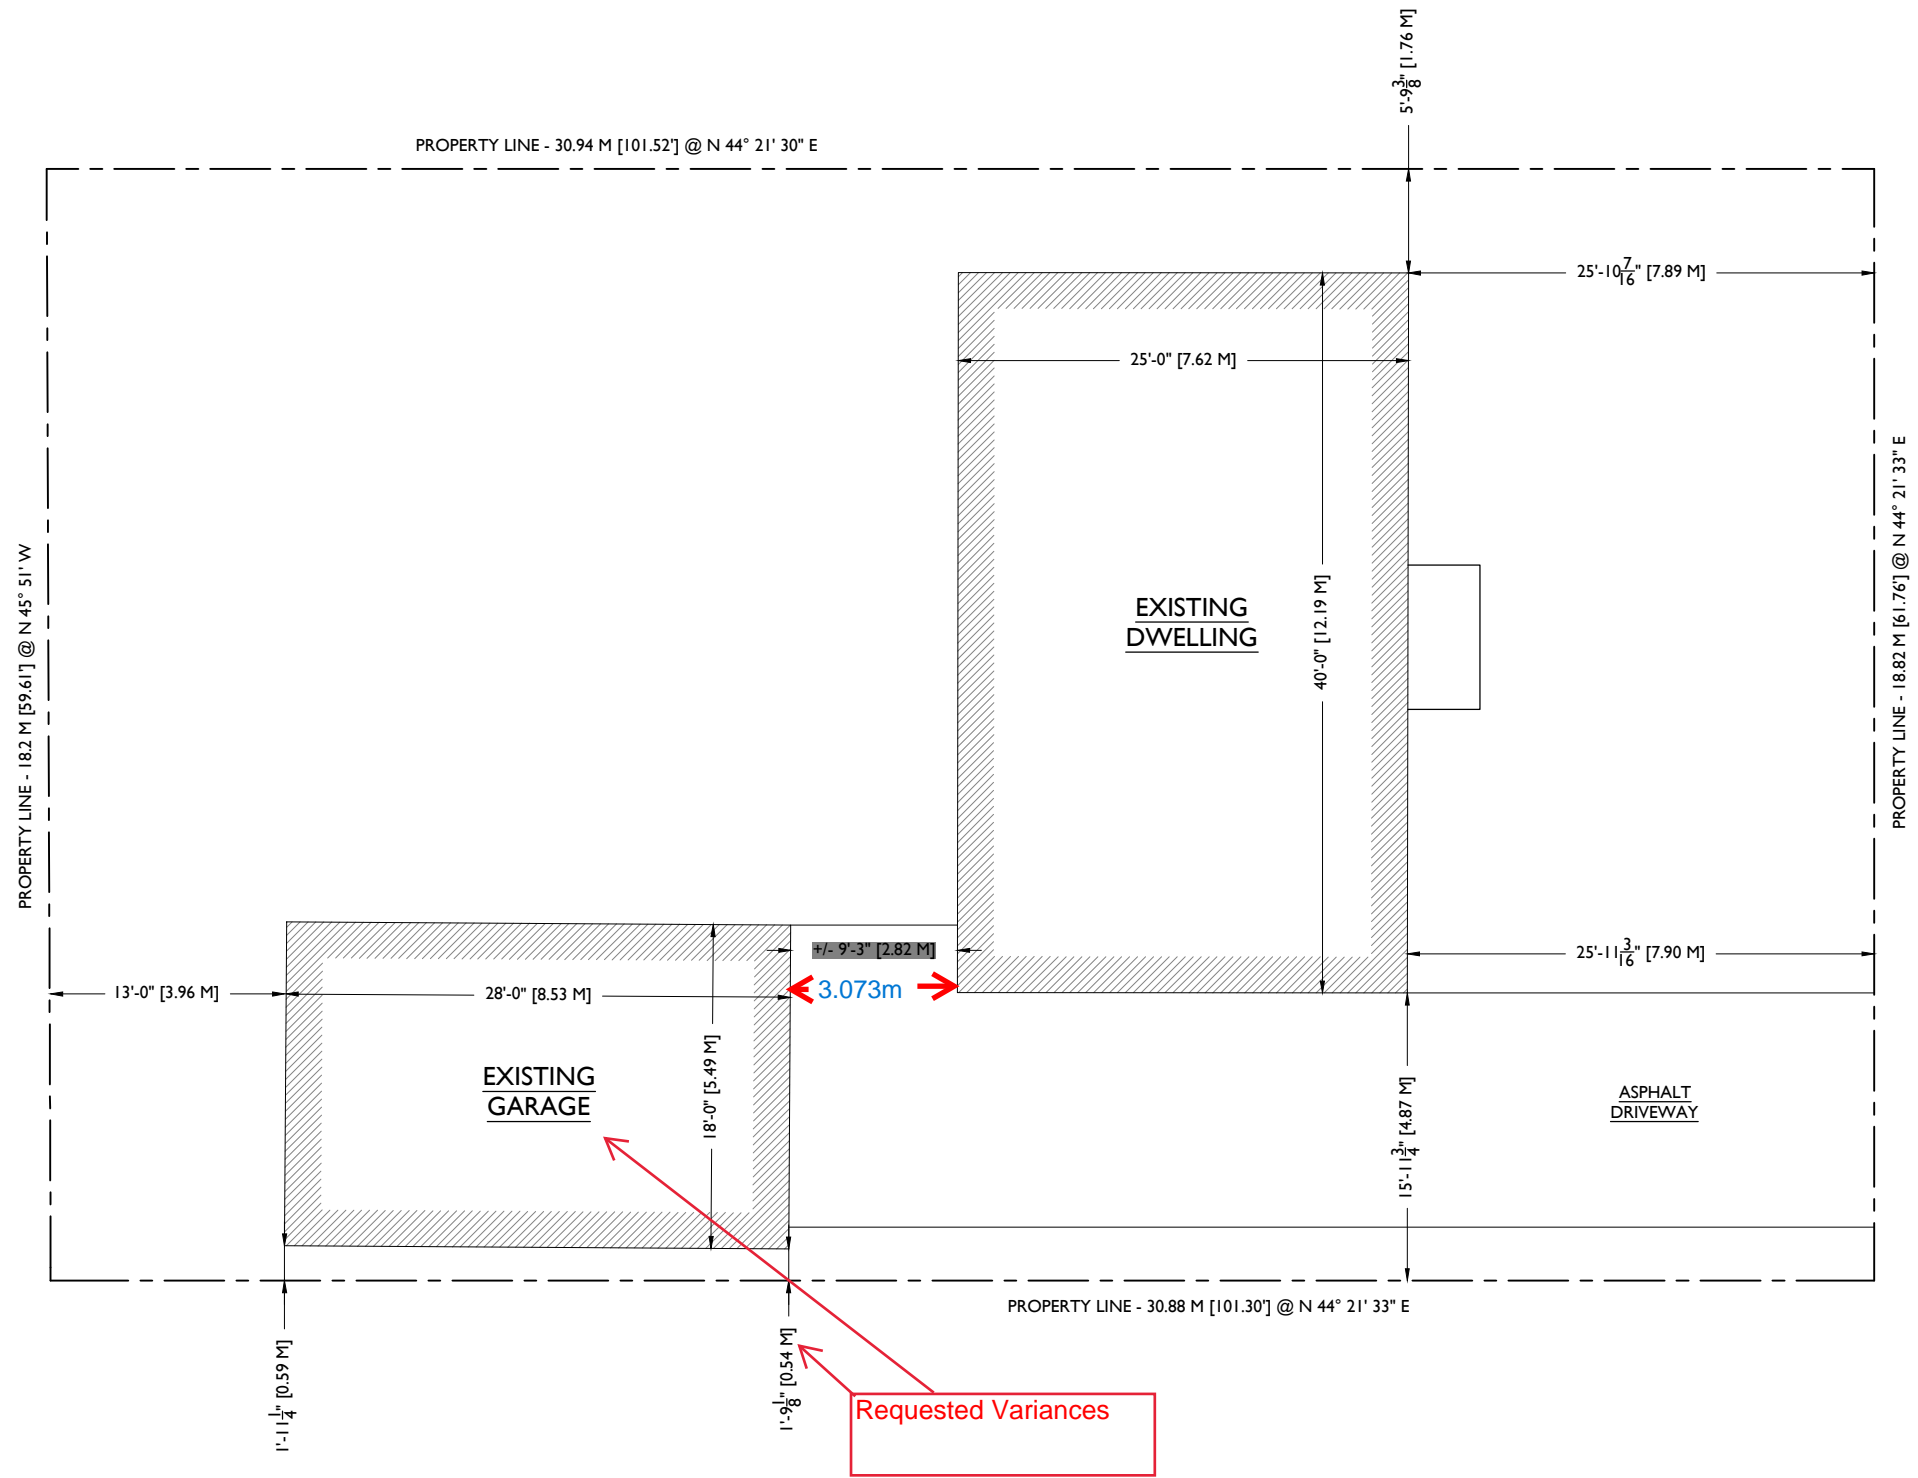 5'-9 3/8" [1.76 M]
PROPERTY LINE - 30.94 M [101.52'] @ N 44° 21' 30" E
25'-10 7/16" [7.89 M]
25'-0" [7.62 M]
PROPERTY LINE - 18.82 M [61.76'] @ N 44° 21' 33" E
PROPERTY LINE - 18.2 M [59.61'] @ N 45° 51' W
40'-0" [12.19 M]
EXISTING
DWELLING
+/- 9'-3" [2.82 M]
25'-11 3/16" [7.90 M]
13'-0" [3.96 M]
28'-0" [8.53 M]
3.073m
18'-0" [5.49 M]
EXISTING
GARAGE
15'-11 3/4" [4.87 M]
ASPHALT
DRIVEWAY
PROPERTY LINE - 30.88 M [101.30'] @ N 44° 21' 33" E
1'-11 1/4" [0.59 M]
1'-9 1/8" [0.54 M]
Requested Variances